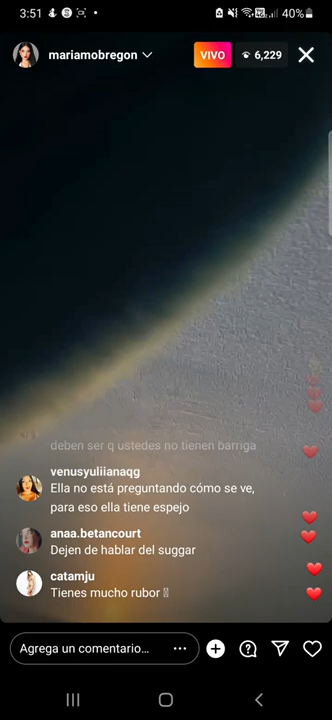 3:51
40%
mariamobregon
VIVO
6,229
deben ser q ustedes no tienen barriga
venusyuliianaqg
Ella no está preguntando cómo se ve,
para eso ella tiene espejo
anaa.betancourt
Dejen de hablar del suggar
catamju
Tienes mucho rubor
Agrega un comentario...